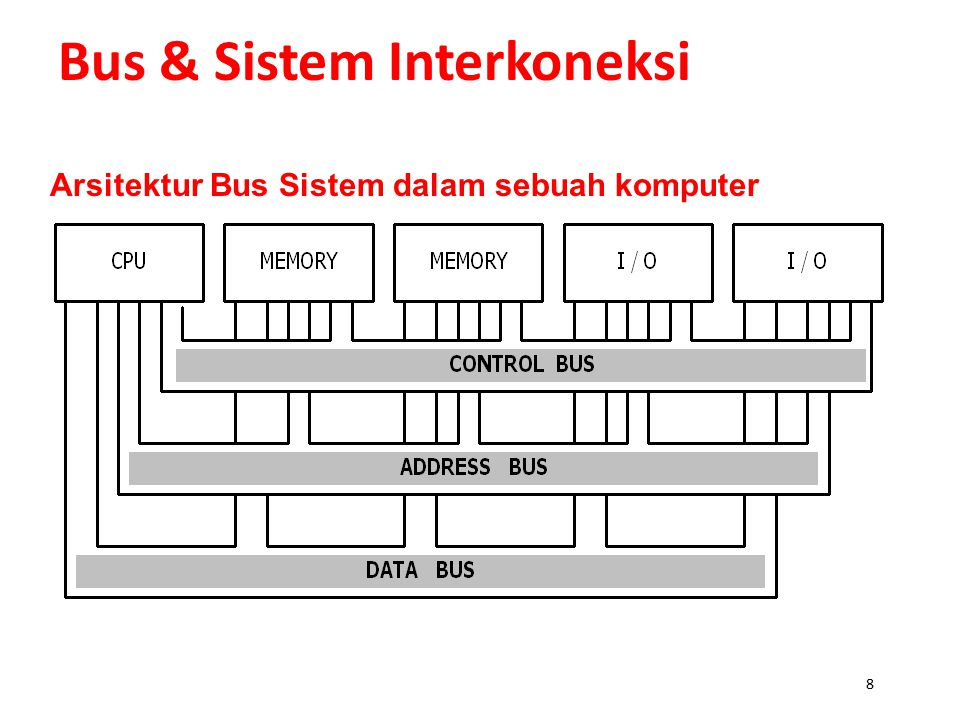 Bus & Sistem Interkoneksi
Arsitektur Bus Sistem dalam sebuah komputer
CPU MEMORY MEMORY I / O I / O
CONTROL BUS
ADDRESS BUS
DATA BUS
8